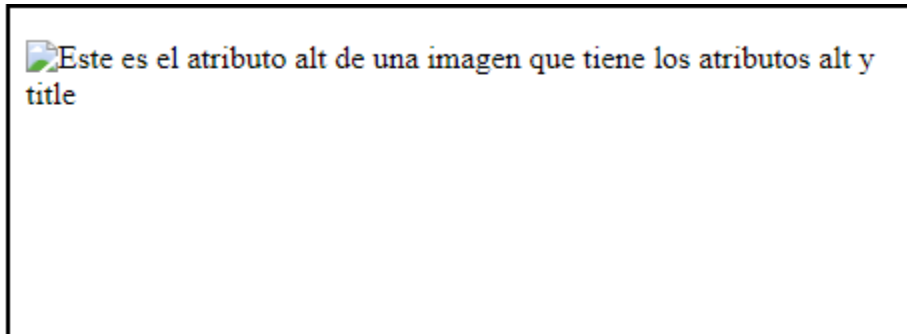 Este es el atributo alt de una imagen que tiene los atributos alt y
title